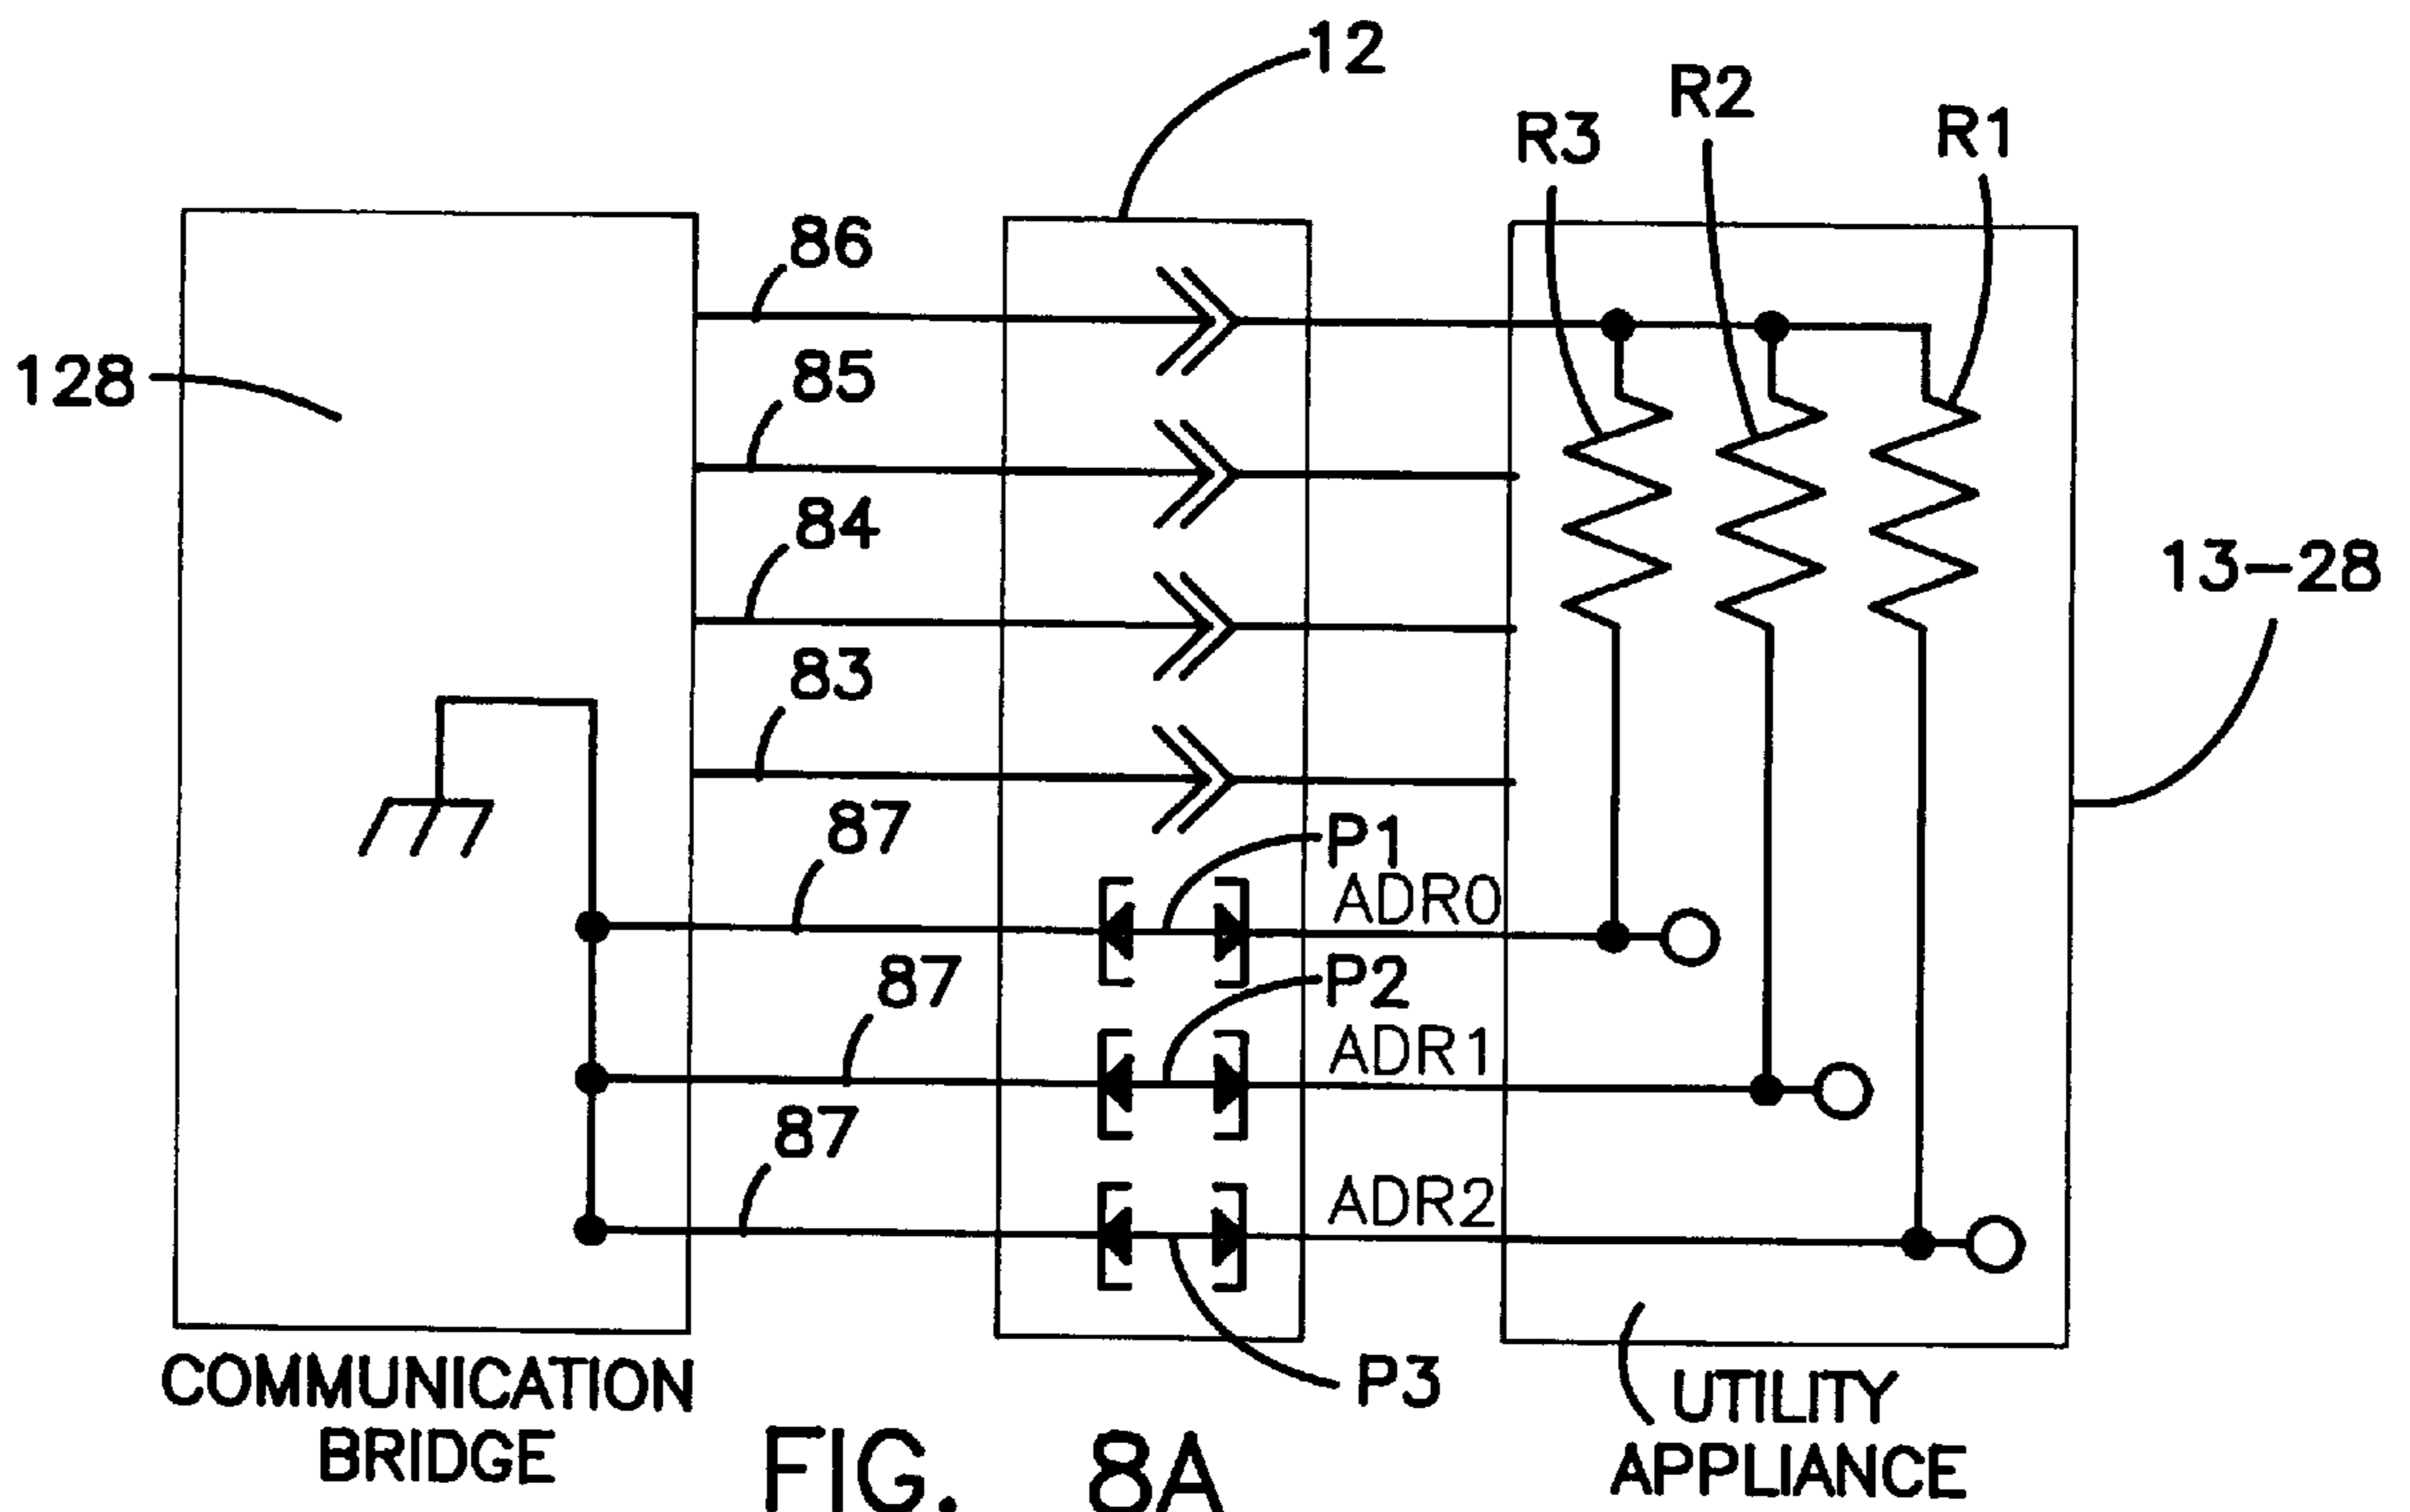 12
R3
R2
R1
86
128
85
84
13-28
83
87
P1
ADR0
87
P2
ADR1
87
ADR2
P3
COMMUNICATION
BRIDGE
UTILITY
APPLIANCE
FIG. 8A